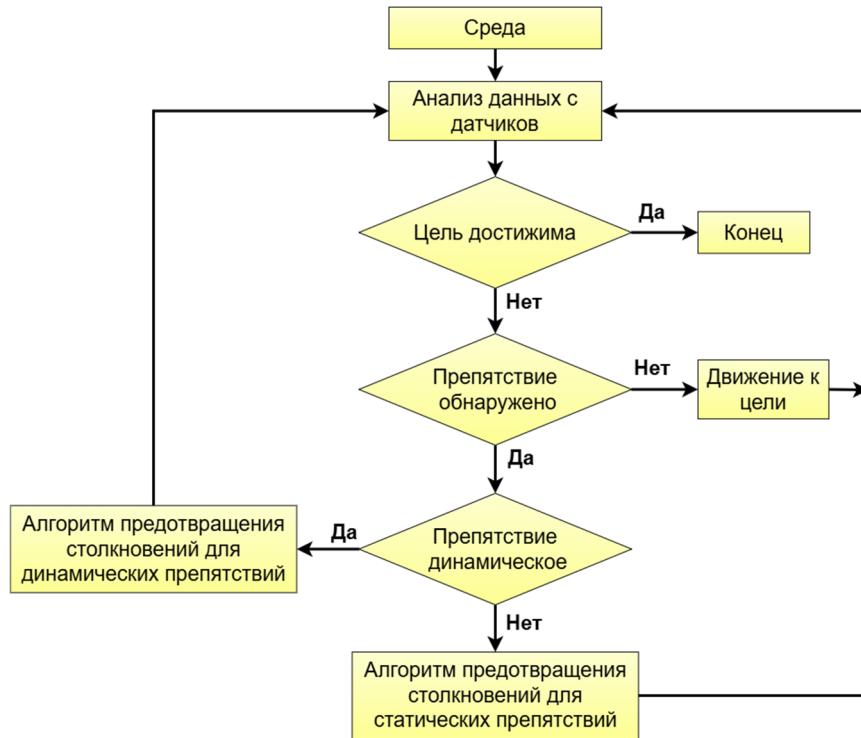 Среда
Анализ данных с
датчиков
Цель достижима
Да
Конец
Нет
Препятствие
обнаружено
Нет
Движение к
цели
Да
Алгоритм предотвращения
столкновений для
динамических препятствий
Да
Препятствие
динамическое
Нет
Алгоритм предотвращения
столкновений для
статических препятствий